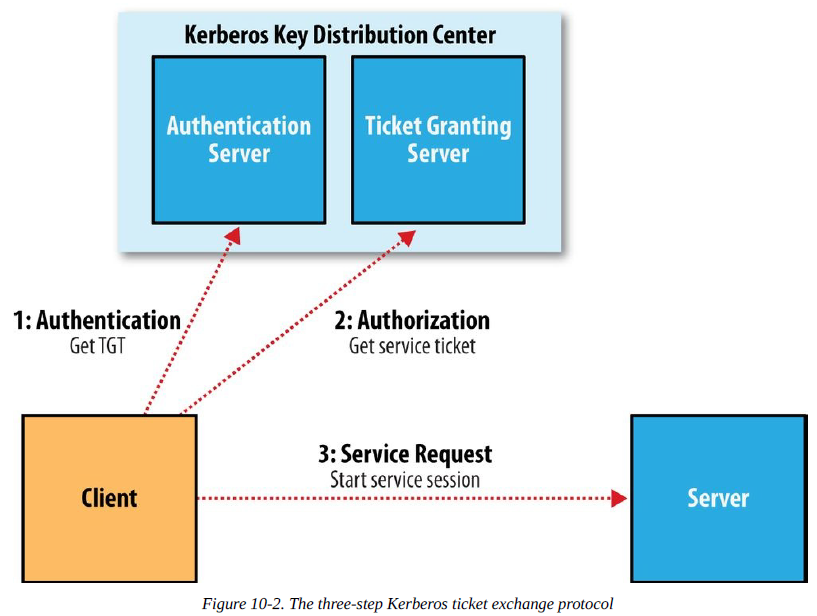 Kerberos Key Distribution Center
Authentication
Server
Ticket Granting
Server
1: Authentication
Get TGT
2: Authorization
Get service ticket
3: Service Request
Start service session
Client
Server
Figure 10-2. The three-step Kerberos ticket exchange protocol